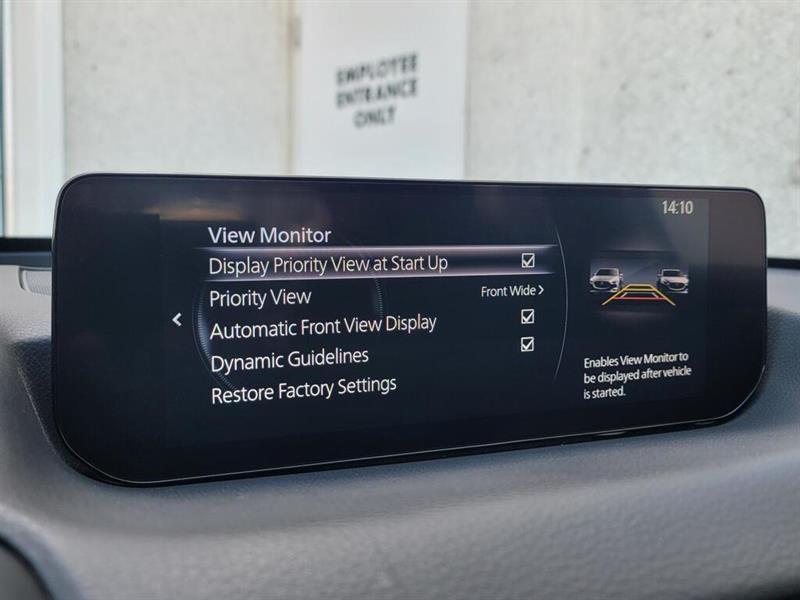 EMPLOYEE
ENTRANCE
ONLY
14:10
View Monitor
Display Priority View at Start Up
Priority View Front Wide >
Automatic Front View Display
Dynamic Guidelines
Restore Factory Settings
Enables View Monitor to
be displayed after vehicle
is started.